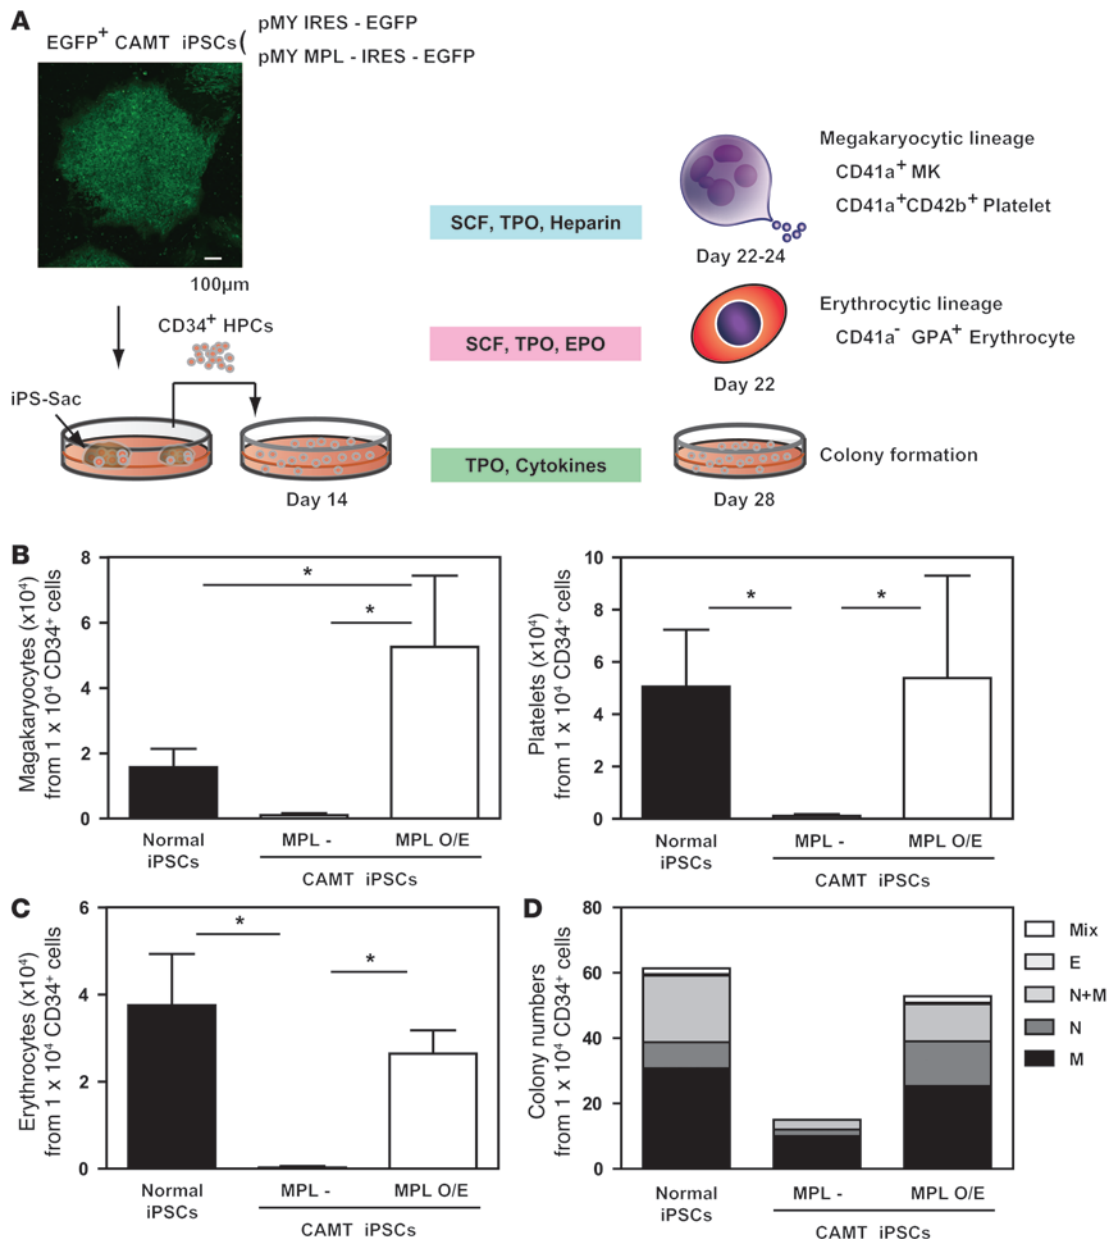 A
EGFP+ CAMT iPSCs(
pMY IRES - EGFP
pMY MPL - IRES - EGFP
100μm
CD34+ HPCs
iPS-Sac
Day 14
SCF, TPO, Heparin
Day 22-24
Megakaryocytic lineage
CD41a+ MK
CD41a+CD42b+ Platelet
SCF, TPO, EPO
Day 22
Erythrocytic lineage
CD41a- GPA+ Erythrocyte
TPO, Cytokines
Day 28
Colony formation
B
Magakaryocytes (x10⁴)
from 1 x 10⁴ CD34⁺ cells
8
6
4
2
0
*
*
Normal
iPSCs
MPL -
MPL O/E
CAMT iPSCs
Platelets (x10⁴)
from 1 x 10⁴ CD34⁺ cells
10
8
6
4
2
0
*
*
Normal
iPSCs
MPL -
MPL O/E
CAMT iPSCs
C
Erythrocytes (x10⁴)
from 1 x 10⁴ CD34⁺ cells
6
4
2
0
*
*
Normal
iPSCs
MPL -
MPL O/E
CAMT iPSCs
D
Colony numbers
from 1 x 10⁴ CD34⁺ cells
80
60
40
20
0
Normal
iPSCs
MPL -
MPL O/E
CAMT iPSCs
Mix
E
N+M
N
M